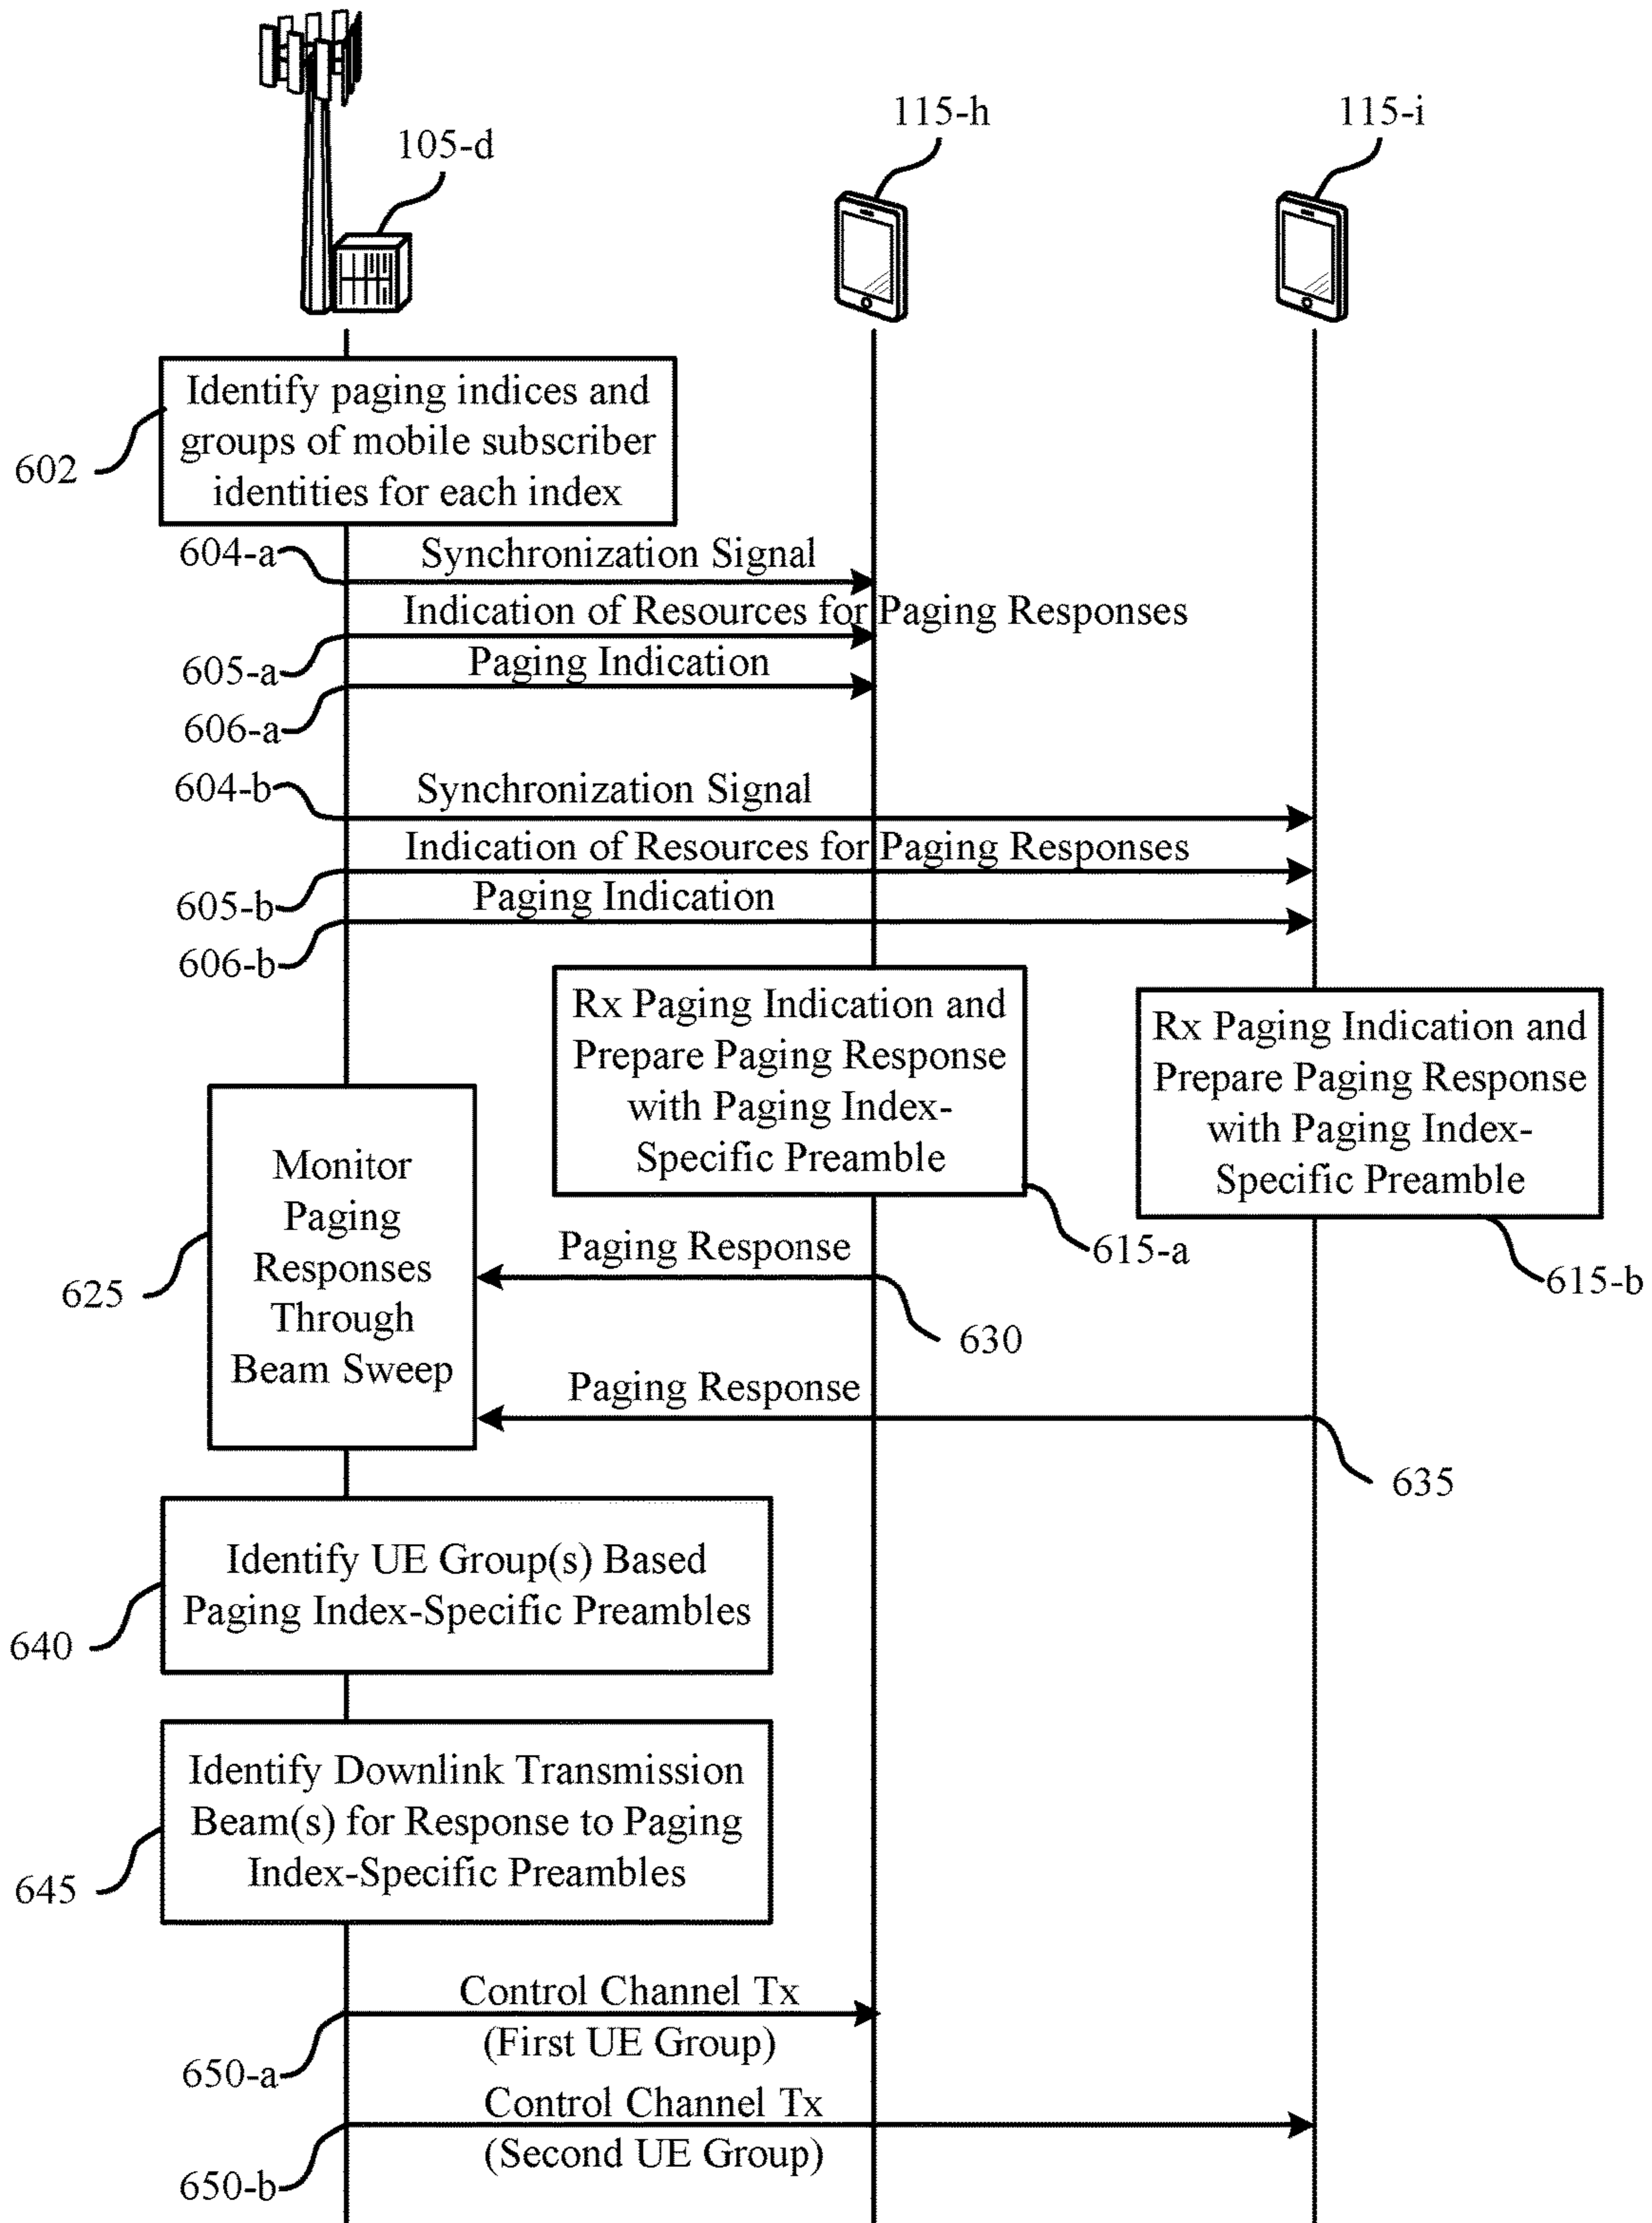 105-d
115-h
115-i
Identify paging indices and
groups of mobile subscriber
identities for each index
602
604-a
Synchronization Signal
Indication of Resources for Paging Responses
605-a
Paging Indication
606-a
604-b
Synchronization Signal
Indication of Resources for Paging Responses
605-b
Paging Indication
606-b
Rx Paging Indication and
Prepare Paging Response
with Paging Index-
Specific Preamble
615-a
Rx Paging Indication and
Prepare Paging Response
with Paging Index-
Specific Preamble
615-b
Monitor
Paging
Responses
Through
Beam Sweep
625
Paging Response
630
Paging Response
635
Identify UE Group(s) Based
Paging Index-Specific Preambles
640
Identify Downlink Transmission
Beam(s) for Response to Paging
Index-Specific Preambles
645
Control Channel Tx
(First UE Group)
650-a
Control Channel Tx
(Second UE Group)
650-b